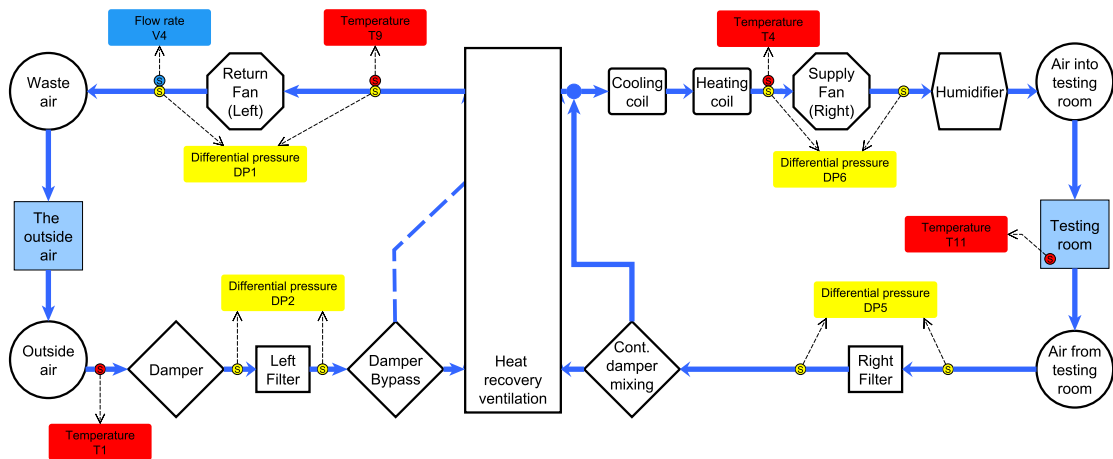 Flow rate
V4
Temperature
T9
Temperature
T4
Waste
air
S
S
Return
Fan
(Left)
S
S
Cooling
coil
Heating
coil
S
S
Supply
Fan
(Right)
S
Humidifier
Air into
testing
room
Differential pressure
DP1
Differential pressure
DP6
The
outside
air
Temperature
T11
Testing
room
S
Differential pressure
DP2
Differential pressure
DP5
Outside
air
S
Damper
S
Left
Filter
S
Damper
Bypass
Heat
recovery
ventilation
Cont.
damper
mixing
S
Right
Filter
S
Air from
testing
room
Temperature
T1